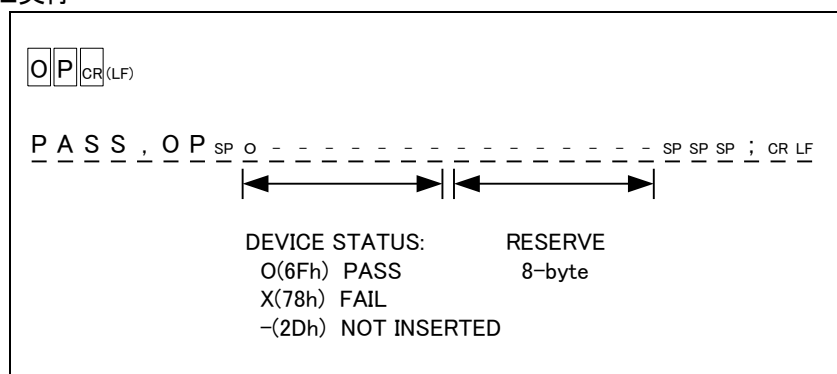 O P CR (LF)
P A S S , O P SP o - - - - - - - - - - - - - - - SP SP SP ; CR LF
DEVICE STATUS: RESERVE
O(6Fh) PASS 8-byte
X(78h) FAIL
-(2Dh) NOT INSERTED